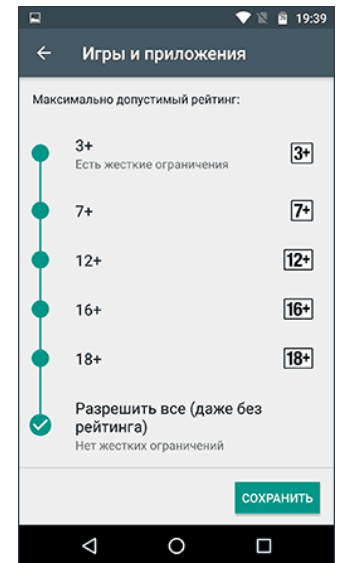 19:39
Игры и приложения
Максимально допустимый рейтинг:
3+ 3+
Есть жесткие ограничения
7+ 7+
12+ 12+
16+ 16+
18+ 18+
Разрешить все (даже без
рейтинга)
Нет жестких ограничений
СОХРАНИТЬ